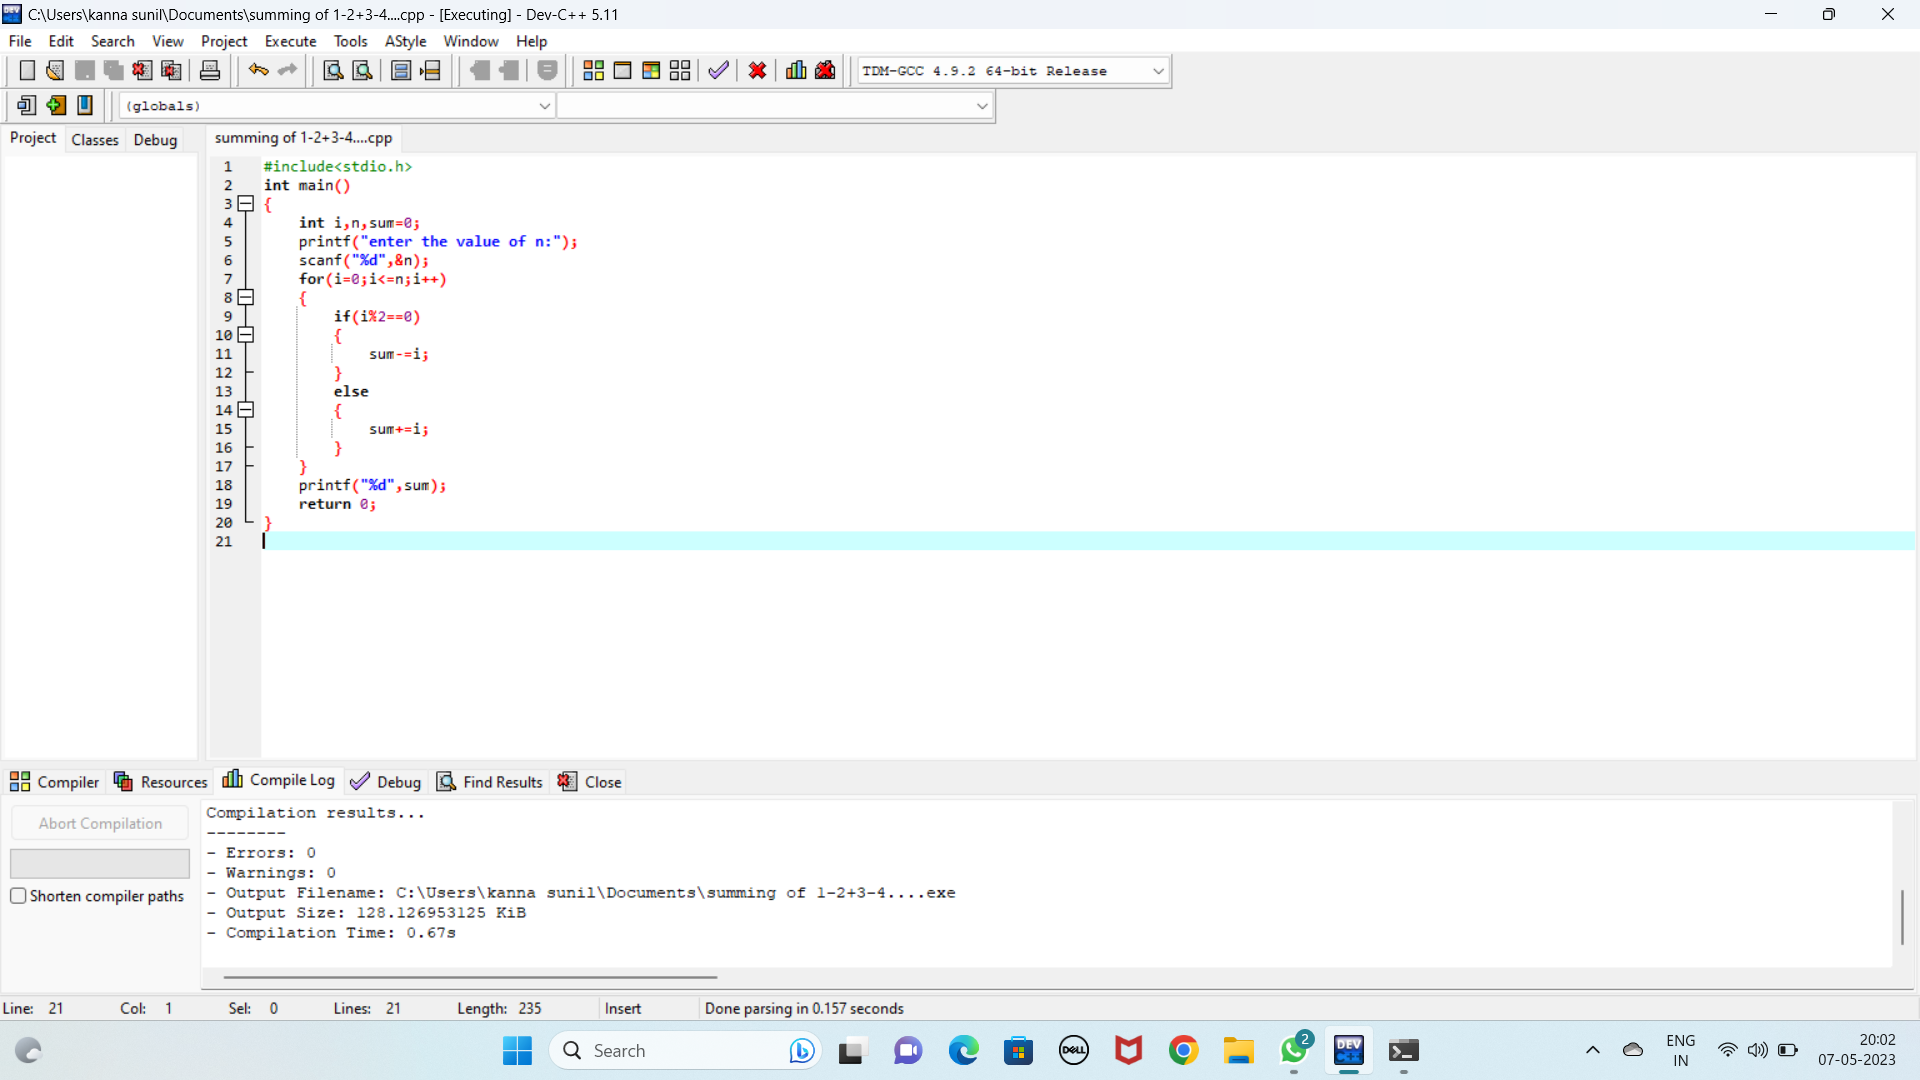 C:\Users\kanna sunil\Documents\summing of 1-2+3-4....cpp - [Executing] - Dev-C++ 5.11
File Edit Search View Project Execute Tools AStyle Window Help
TDM-GCC 4.9.2 64-bit Release
(globals)
Project Classes Debug summing of 1-2+3-4....cpp
1 #include<stdio.h>
2 int main()
3 {
4 int i,n,sum=0;
5 printf("enter the value of n:");
6 scanf("%d",&n);
7 for(i=0;i<=n;i++)
8 {
9 if(i%2==0)
10 {
11 sum-=i;
12 }
13 else
14 {
15 sum+=i;
16 }
17 }
18 printf("%d",sum);
19 return 0;
20 }
21
Compiler Resources Compile Log Debug Find Results Close
Abort Compilation
Shorten compiler paths
Compilation results...
--------
- Errors: 0
- Warnings: 0
- Output Filename: C:\Users\kanna sunil\Documents\summing of 1-2+3-4....exe
- Output Size: 128.126953125 KiB
- Compilation Time: 0.67s
Line: 21 Col: 1 Sel: 0 Lines: 21 Length: 235 Insert Done parsing in 0.157 seconds
Search
DELL
2
DEV
C++
ENG
IN
20:02
07-05-2023